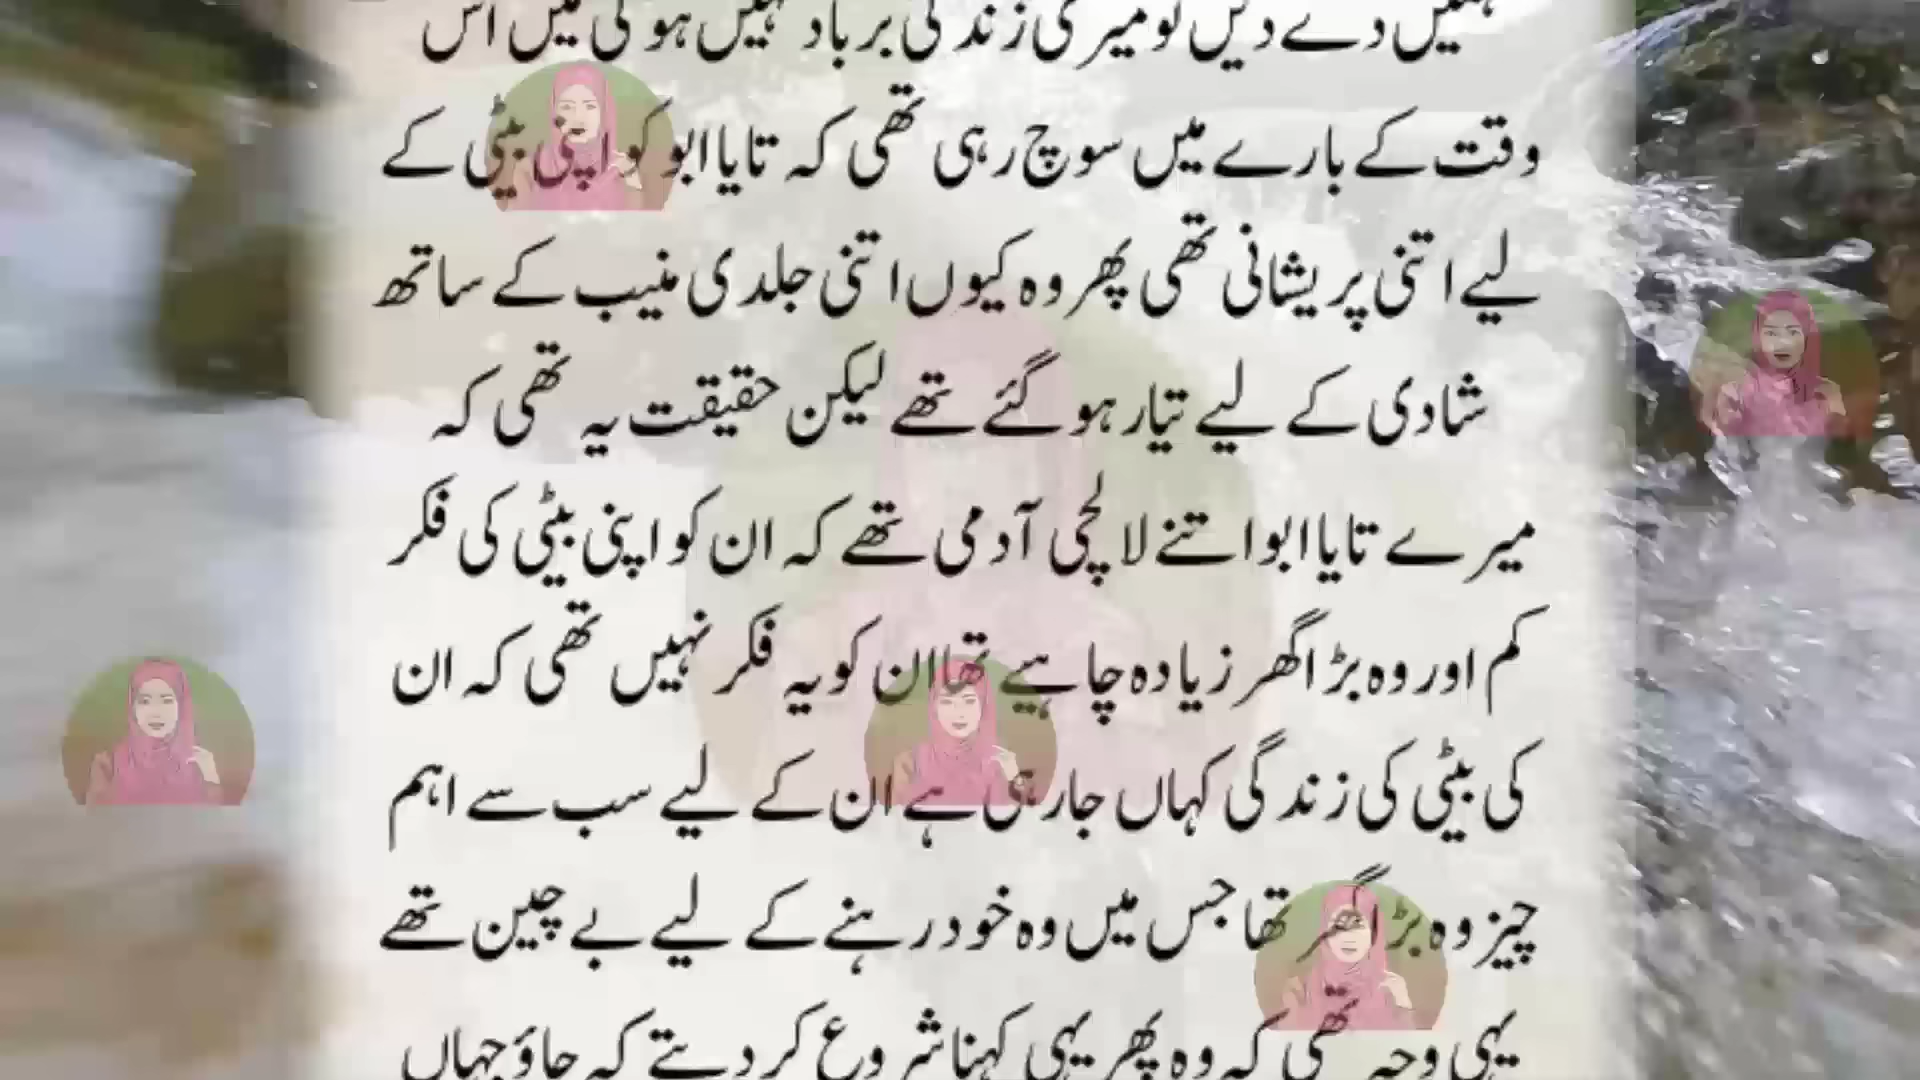 ہمیں دے دیں تو میری زندگی برباد نہیں ہو گی میں اس
وقت کے بارے میں سوچ رہی تھی کہ تایا ابو کو اپنی بیٹی کے
لیے اتنی پریشانی تھی پھر وہ کیوں اتنی جلدی منیب کے ساتھ
شادی کے لیے تیار ہو گئے تھے لیکن حقیقت یہ تھی کہ
میرے تایا ابو اتنے لالچی آدمی تھے کہ ان کو اپنی بیٹی کی فکر
کم اور وہ بڑا گھر زیادہ چاہیے تھا ان کو یہ فکر نہیں تھی کہ ان
کی بیٹی کی زندگی کہاں جا رہی ہے ان کے لیے سب سے اہم
چیز وہ بڑا گھر تھا جس میں وہ خود رہنے کے لیے بے چین تھے
یہی وجہ تھی کہ وہ پھر یہی کہنا شروع کر دیتے کہ جاؤ جہاں